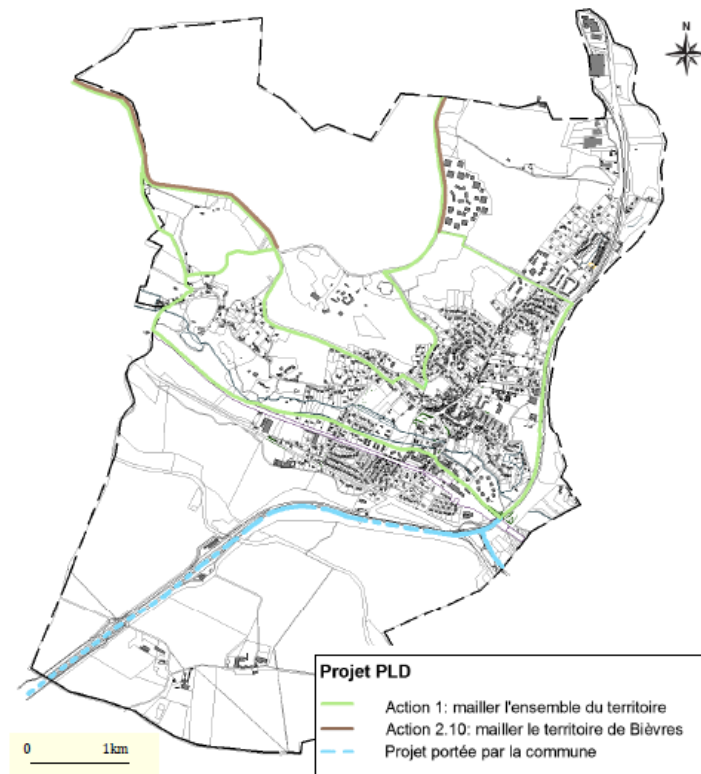 N
Projet PLD
Action 1: mailler l'ensemble du territoire
Action 2.10: mailler le territoire de Bièvres
Projet portée par la commune
0 1km